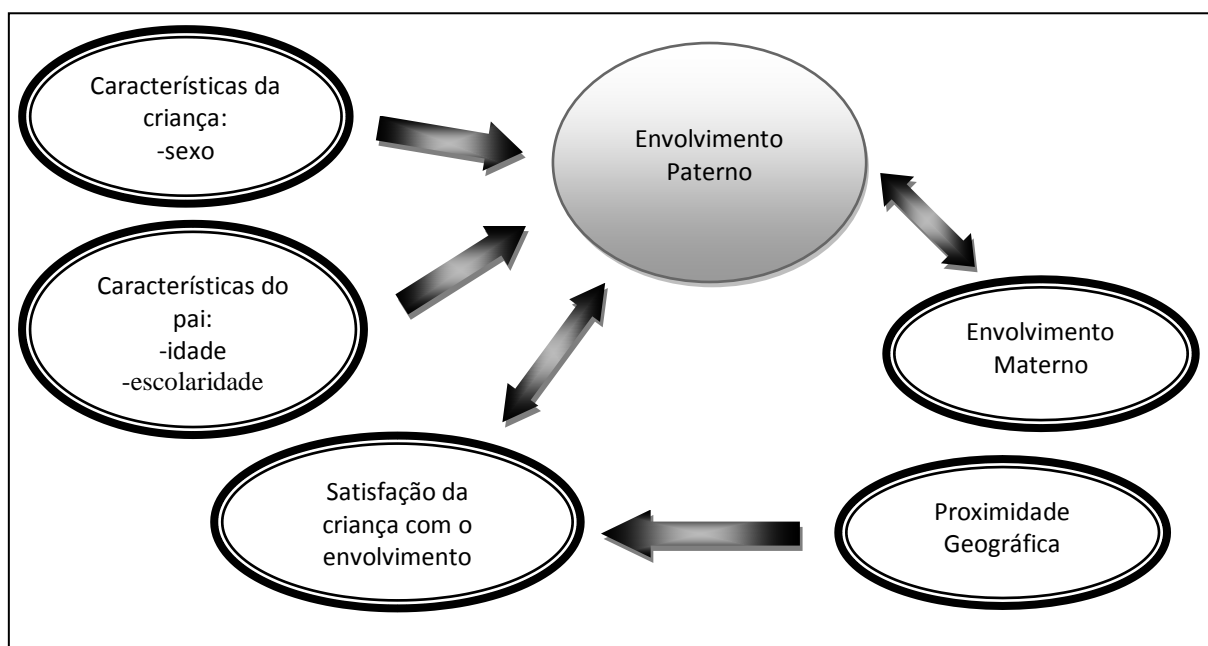 Características da
criança:
-sexo
Envolvimento
Paterno
Características do
pai:
-idade
-escolaridade
Envolvimento
Materno
Satisfação da
criança com o
envolvimento
Proximidade
Geográfica